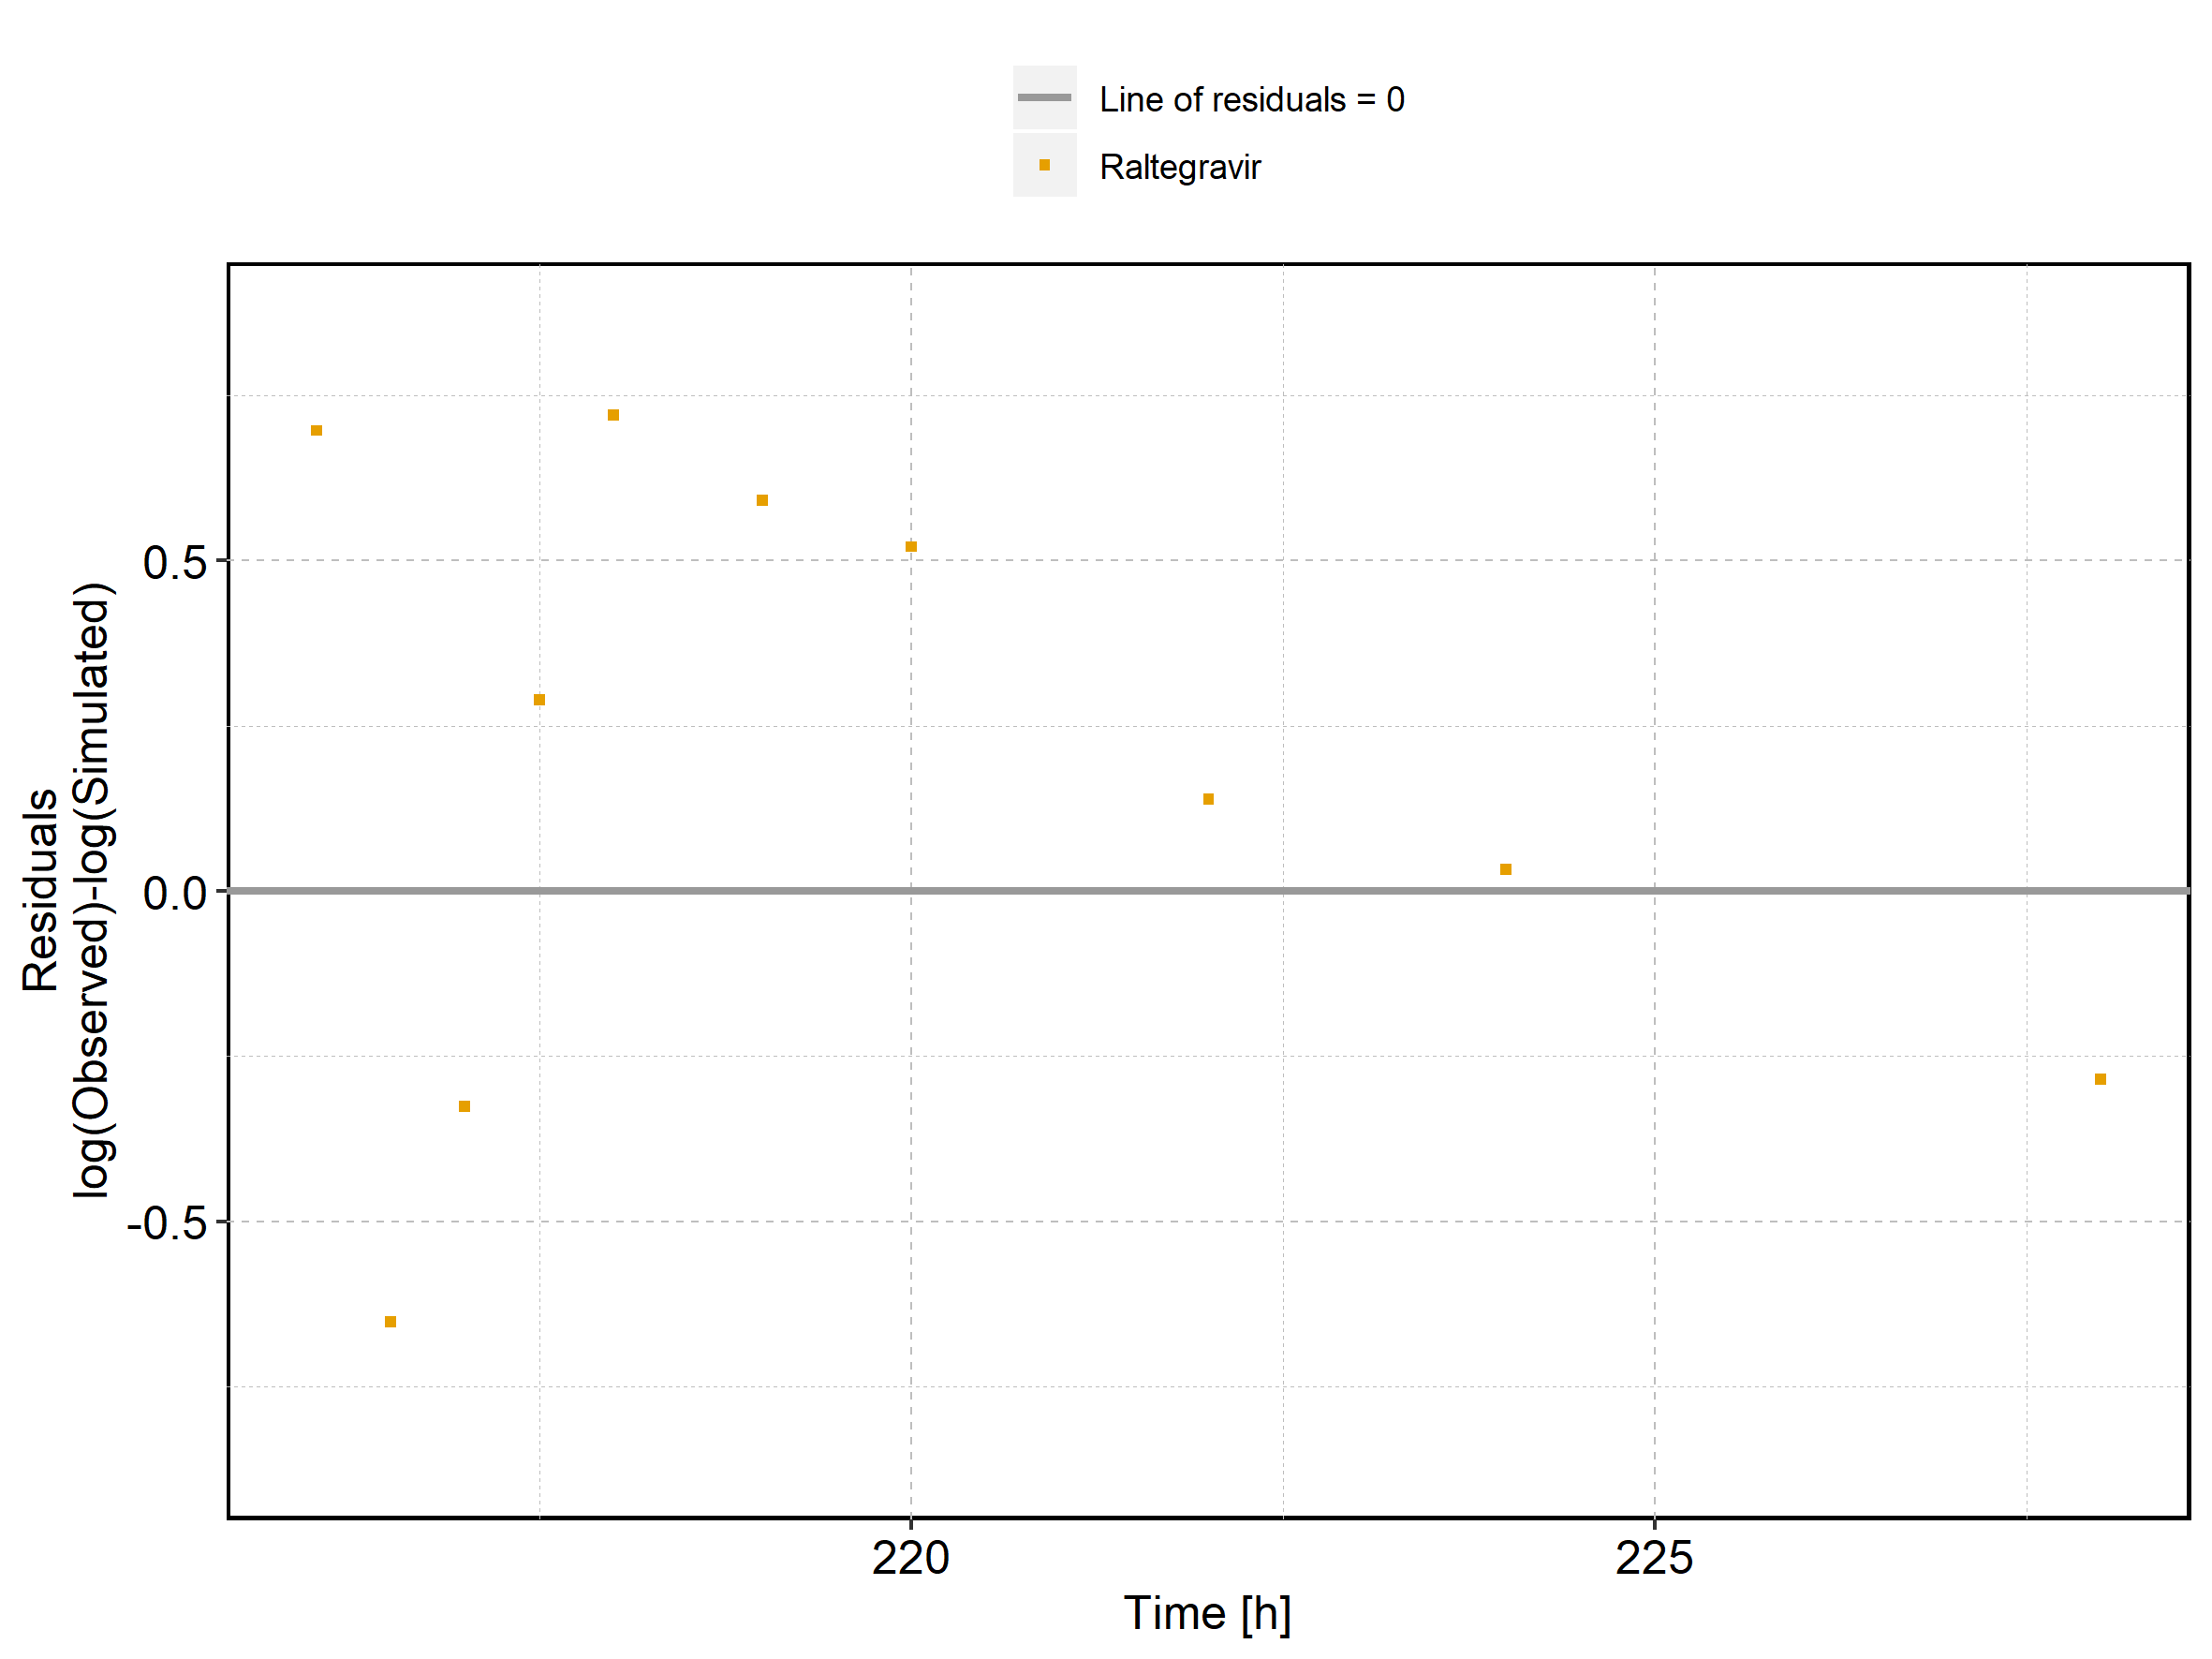 Line of residuals = 0
Raltegravir
Residuals
log(Observed)-log(Simulated)
0.5
0.0
-0.5
220
225
Time [h]